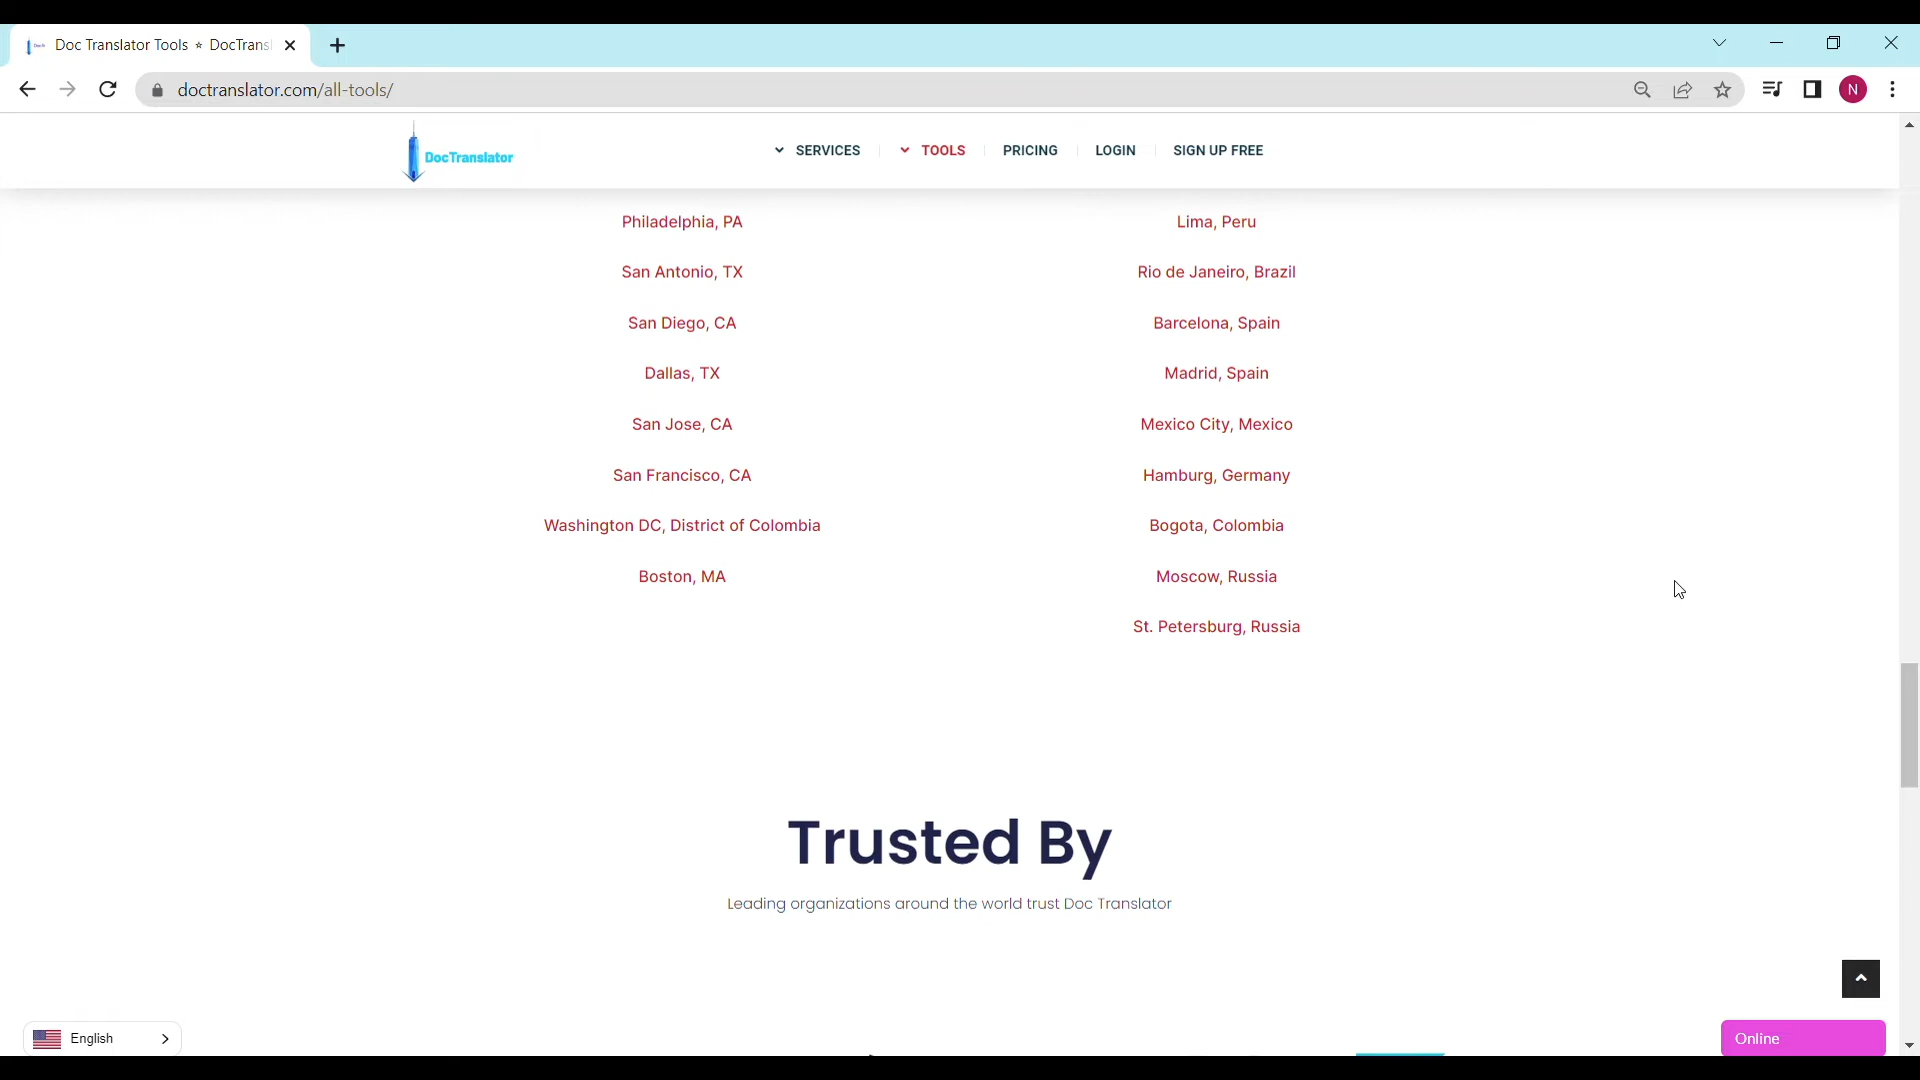 Doc Translator Tools ⭑ DocTrans
doctranslator.com/all-tools/
N
DocTranslator
SERVICES
TOOLS
PRICING
LOGIN
SIGN UP FREE
Philadelphia, PA
San Antonio, TX
San Diego, CA
Dallas, TX
San Jose, CA
San Francisco, CA
Washington DC, District of Colombia
Boston, MA
Lima, Peru
Rio de Janeiro, Brazil
Barcelona, Spain
Madrid, Spain
Mexico City, Mexico
Hamburg, Germany
Bogota, Colombia
Moscow, Russia
St. Petersburg, Russia
Trusted By
Leading organizations around the world trust Doc Translator
English
Online